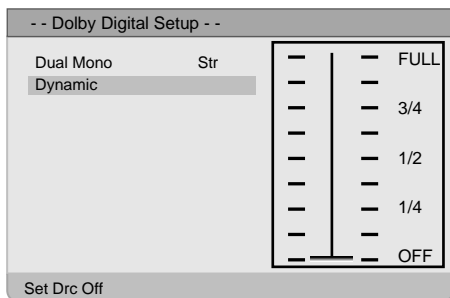 - - Dolby Digital Setup - -
Dual Mono Str
Dynamic
FULL
3/4
1/2
1/4
OFF
Set Drc Off